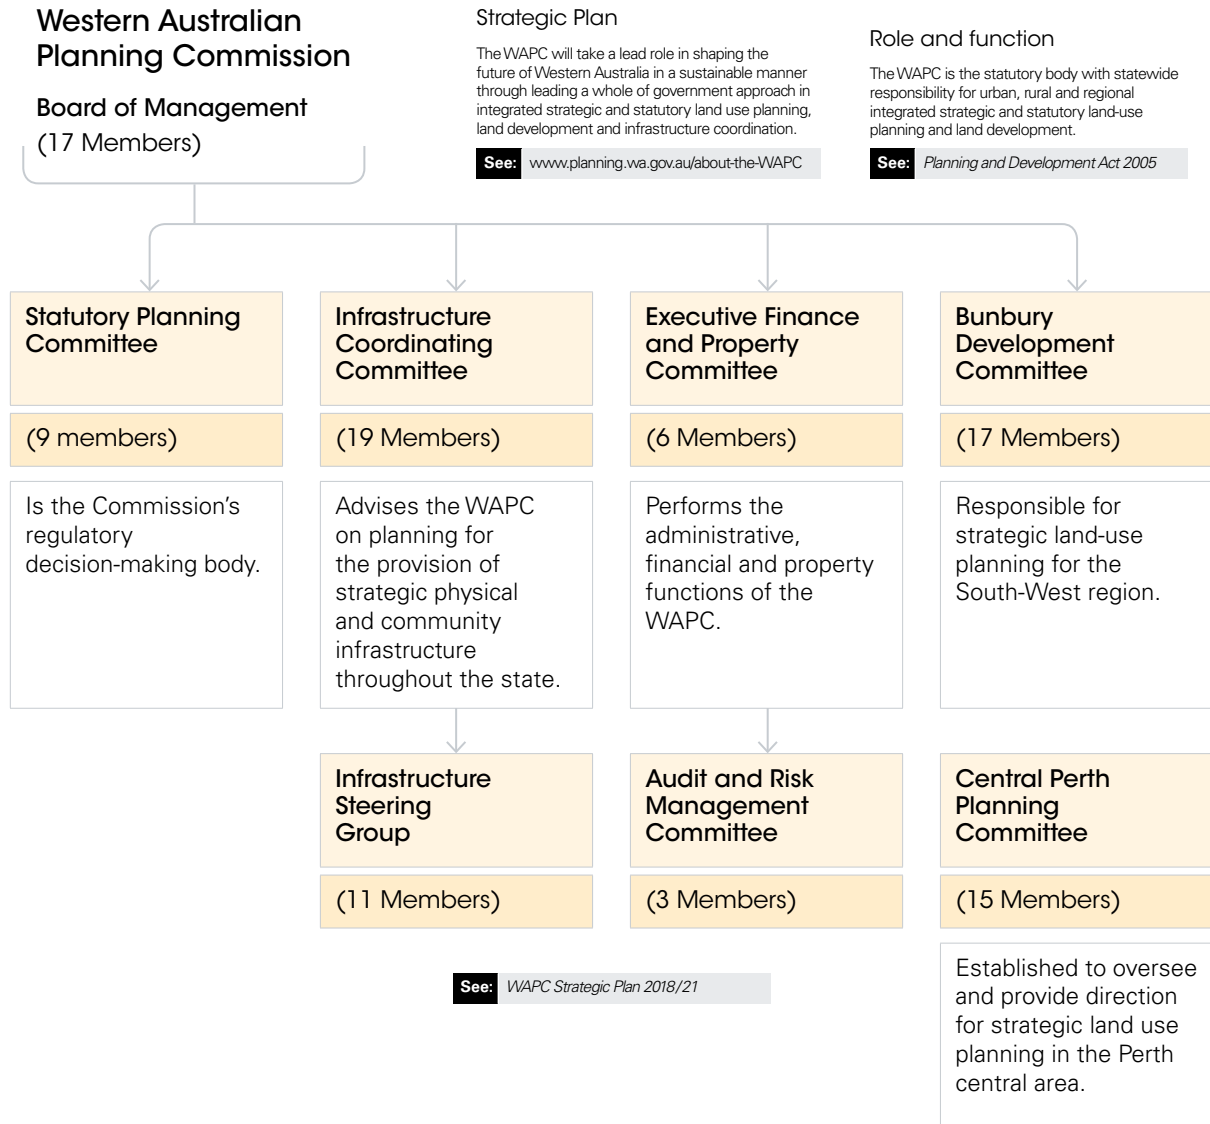 Western Australian
Planning Commission
Board of Management
(17 Members)
Strategic Plan
The WAPC will take a lead role in shaping the
future of Western Australia in a sustainable manner
through leading a whole of government approach in
integrated strategic and statutory land use planning,
land development and infrastructure coordination.
See: www.planning.wa.gov.au/about-the-WAPC
Role and function
The WAPC is the statutory body with statewide
responsibility for urban, rural and regional
integrated strategic and statutory land-use
planning and land development.
See: Planning and Development Act 2005
Statutory Planning
Committee
(9 members)
Is the Commission's
regulatory
decision-making body.
Infrastructure
Coordinating
Committee
(19 Members)
Advises the WAPC
on planning for
the provision of
strategic physical
and community
infrastructure
throughout the state.
Executive Finance
and Property
Committee
(6 Members)
Performs the
administrative,
financial and property
functions of the
WAPC.
Bunbury
Development
Committee
(17 Members)
Responsible for
strategic land-use
planning for the
South-West region.
Infrastructure
Steering
Group
(11 Members)
Audit and Risk
Management
Committee
(3 Members)
Central Perth
Planning
Committee
(15 Members)
Established to oversee
and provide direction
for strategic land use
planning in the Perth
central area.
See: WAPC Strategic Plan 2018/21